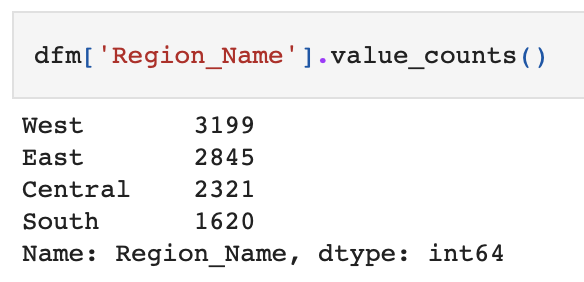 dfm['Region_Name'].value_counts()
West       3199
East       2845
Central    2321
South      1620
Name: Region_Name, dtype: int64